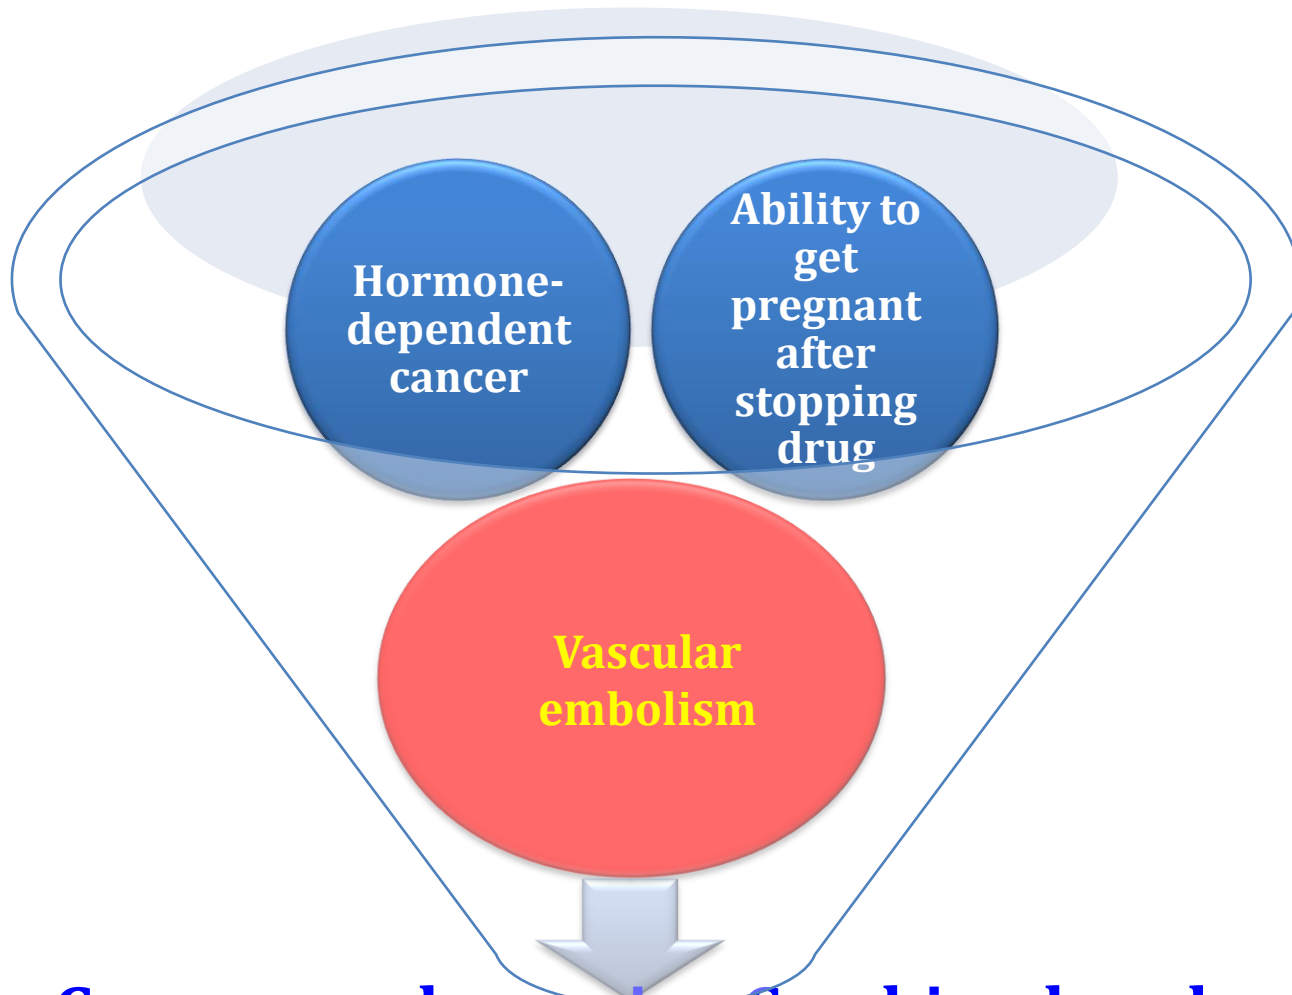 Hormone-
dependent
cancer
Ability to
get
pregnant
after
stopping
drug
Vascular
embolism